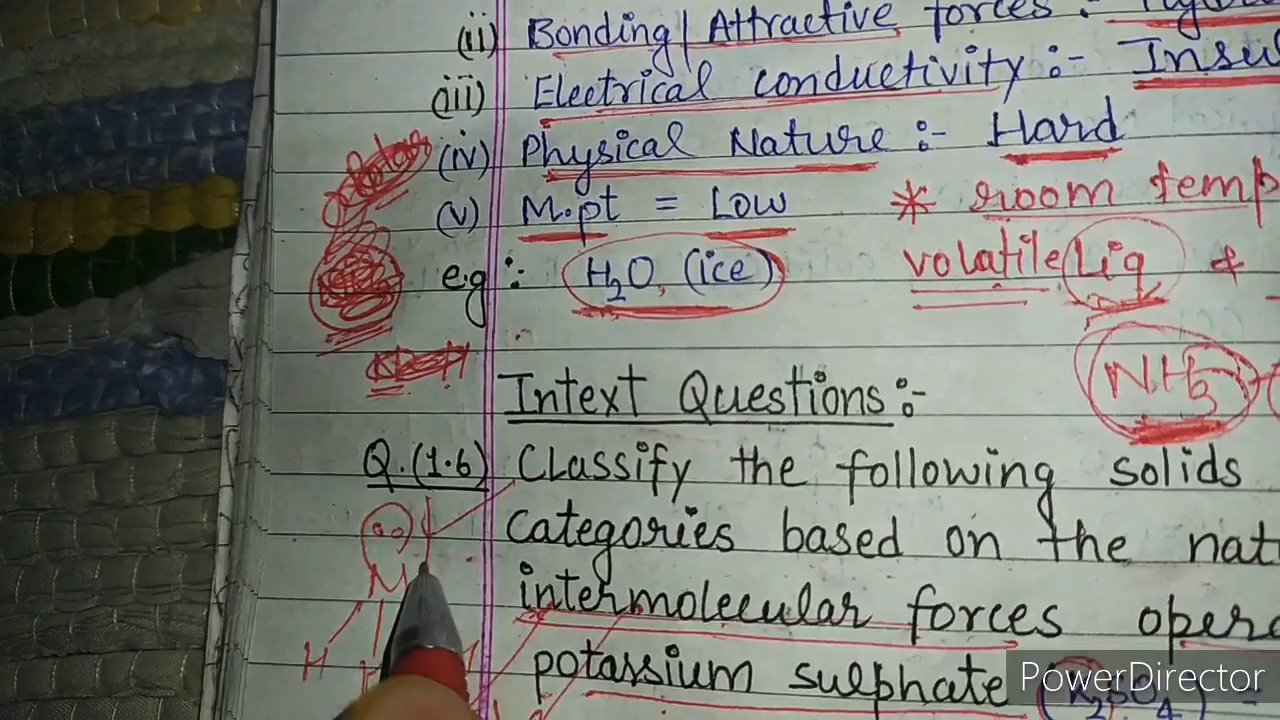 (ii) Bonding/Attractive forces :-
(iii) Electrical conductivity :- Insu
(iv) Physical Nature :- Hard
(v) M.pt = Low * room temp
eg :- H₂O (ice) volatile Liq &
NH₃
Intext Questions :-
Q.(1.6) Classify the following solids
categories based on the nat
N
intermolecular forces opera
H H H
potassium sulphate (K₂SO₄) =
PowerDirector